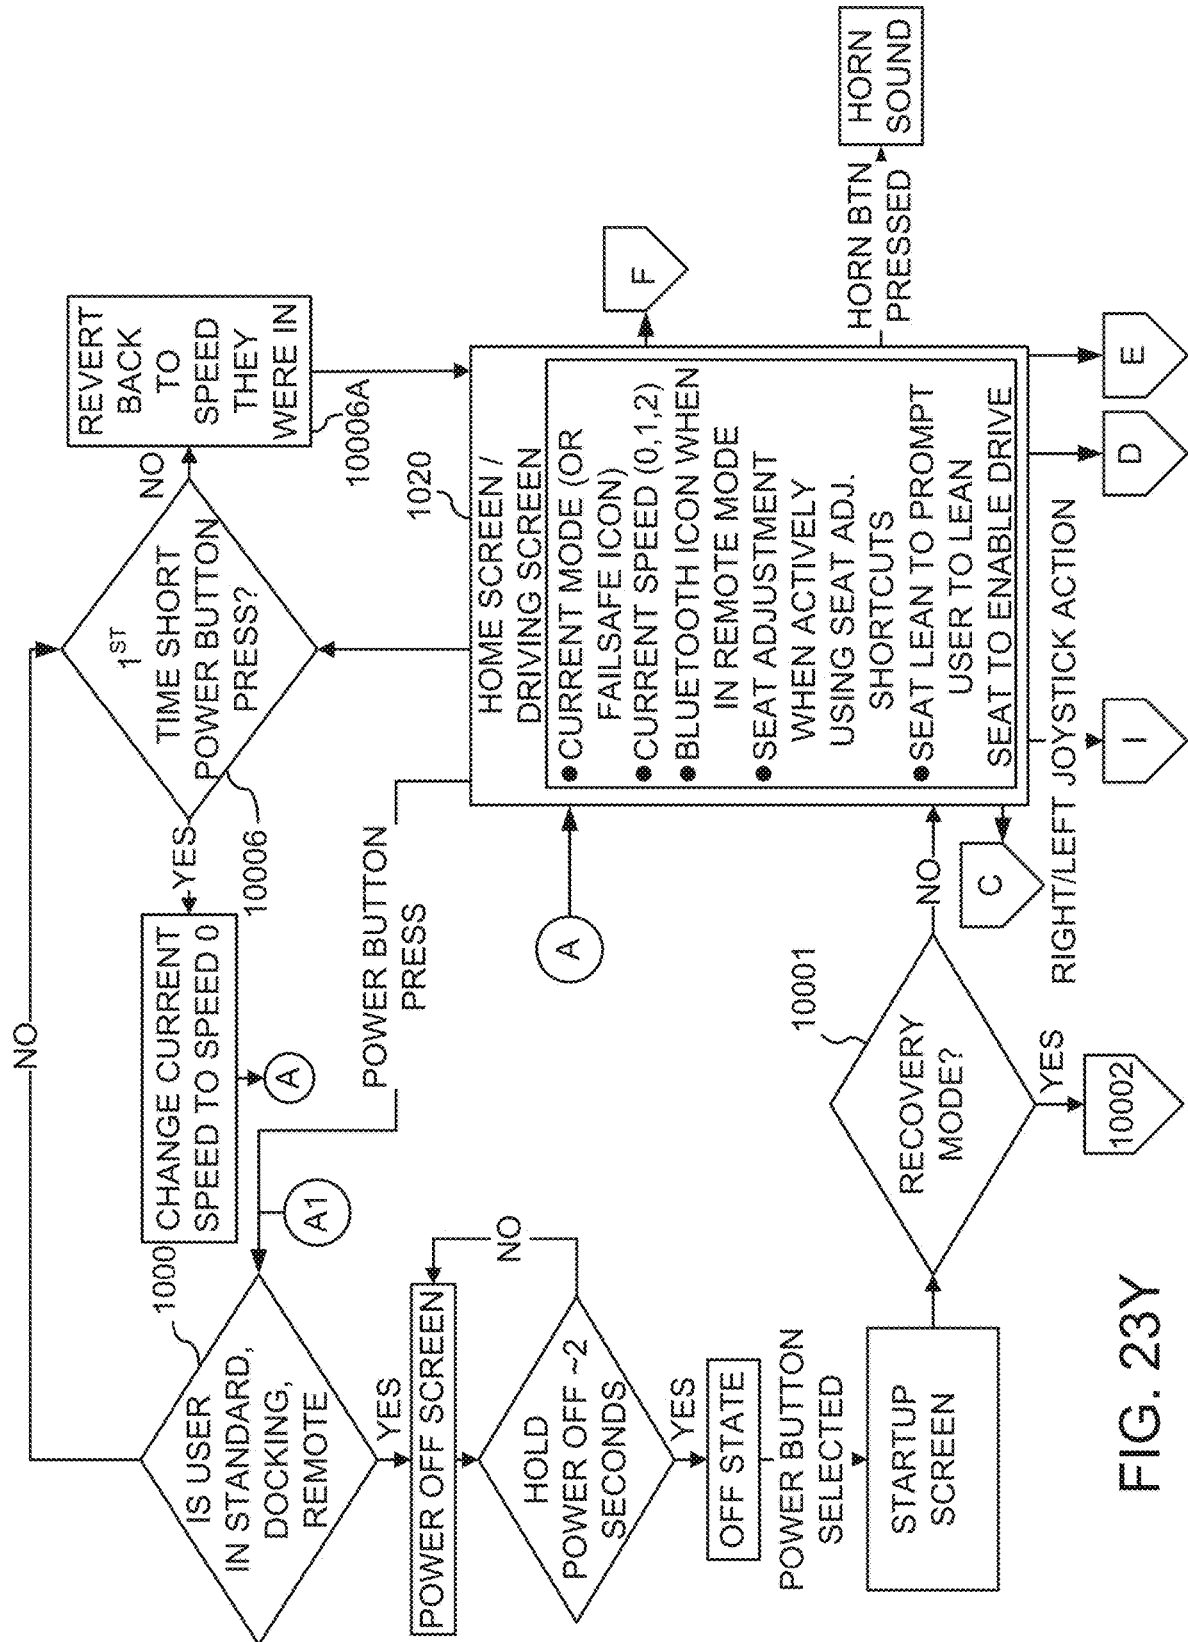 NO
1000
IS USER
IN STANDARD,
DOCKING,
REMOTE
YES
POWER OFF SCREEN
NO
HOLD
POWER OFF ~2
SECONDS
YES
OFF STATE
POWER BUTTON
SELECTED
STARTUP
SCREEN
A1
CHANGE CURRENT
SPEED TO SPEED 0
A
YES
10006
1ST
TIME SHORT
POWER BUTTON
PRESS?
NO
REVERT
BACK
TO
SPEED
THEY
WERE IN
10006A
POWER BUTTON
PRESS
A
1020
HOME SCREEN /
DRIVING SCREEN
● CURRENT MODE (OR
FAILSAFE ICON)
● CURRENT SPEED (0,1,2)
● BLUETOOTH ICON WHEN
IN REMOTE MODE
● SEAT ADJUSTMENT
WHEN ACTIVELY
USING SEAT ADJ.
SHORTCUTS
● SEAT LEAN TO PROMPT
USER TO LEAN
SEAT TO ENABLE DRIVE
F
HORN BTN
PRESSED
HORN
SOUND
10001
RECOVERY
MODE?
NO
YES
10002
C
RIGHT/LEFT JOYSTICK ACTION
I
D
E
FIG. 23Y